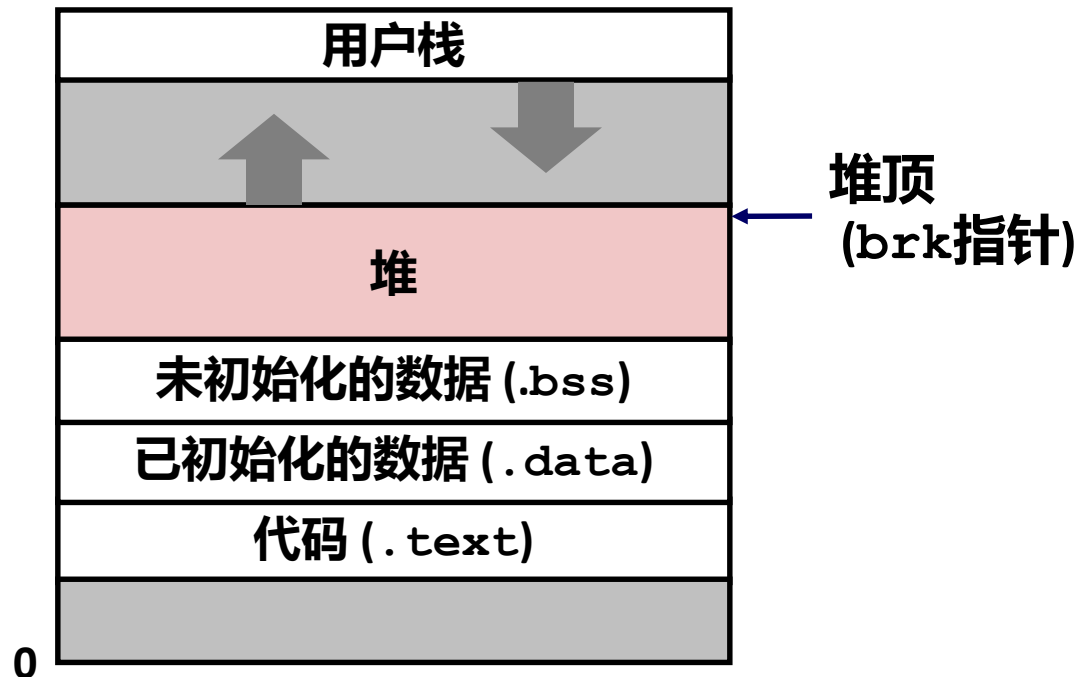 用户栈
堆顶
(brk指针)
堆
未初始化的数据 (.bss)
已初始化的数据 (.data)
代码 (.text)
0